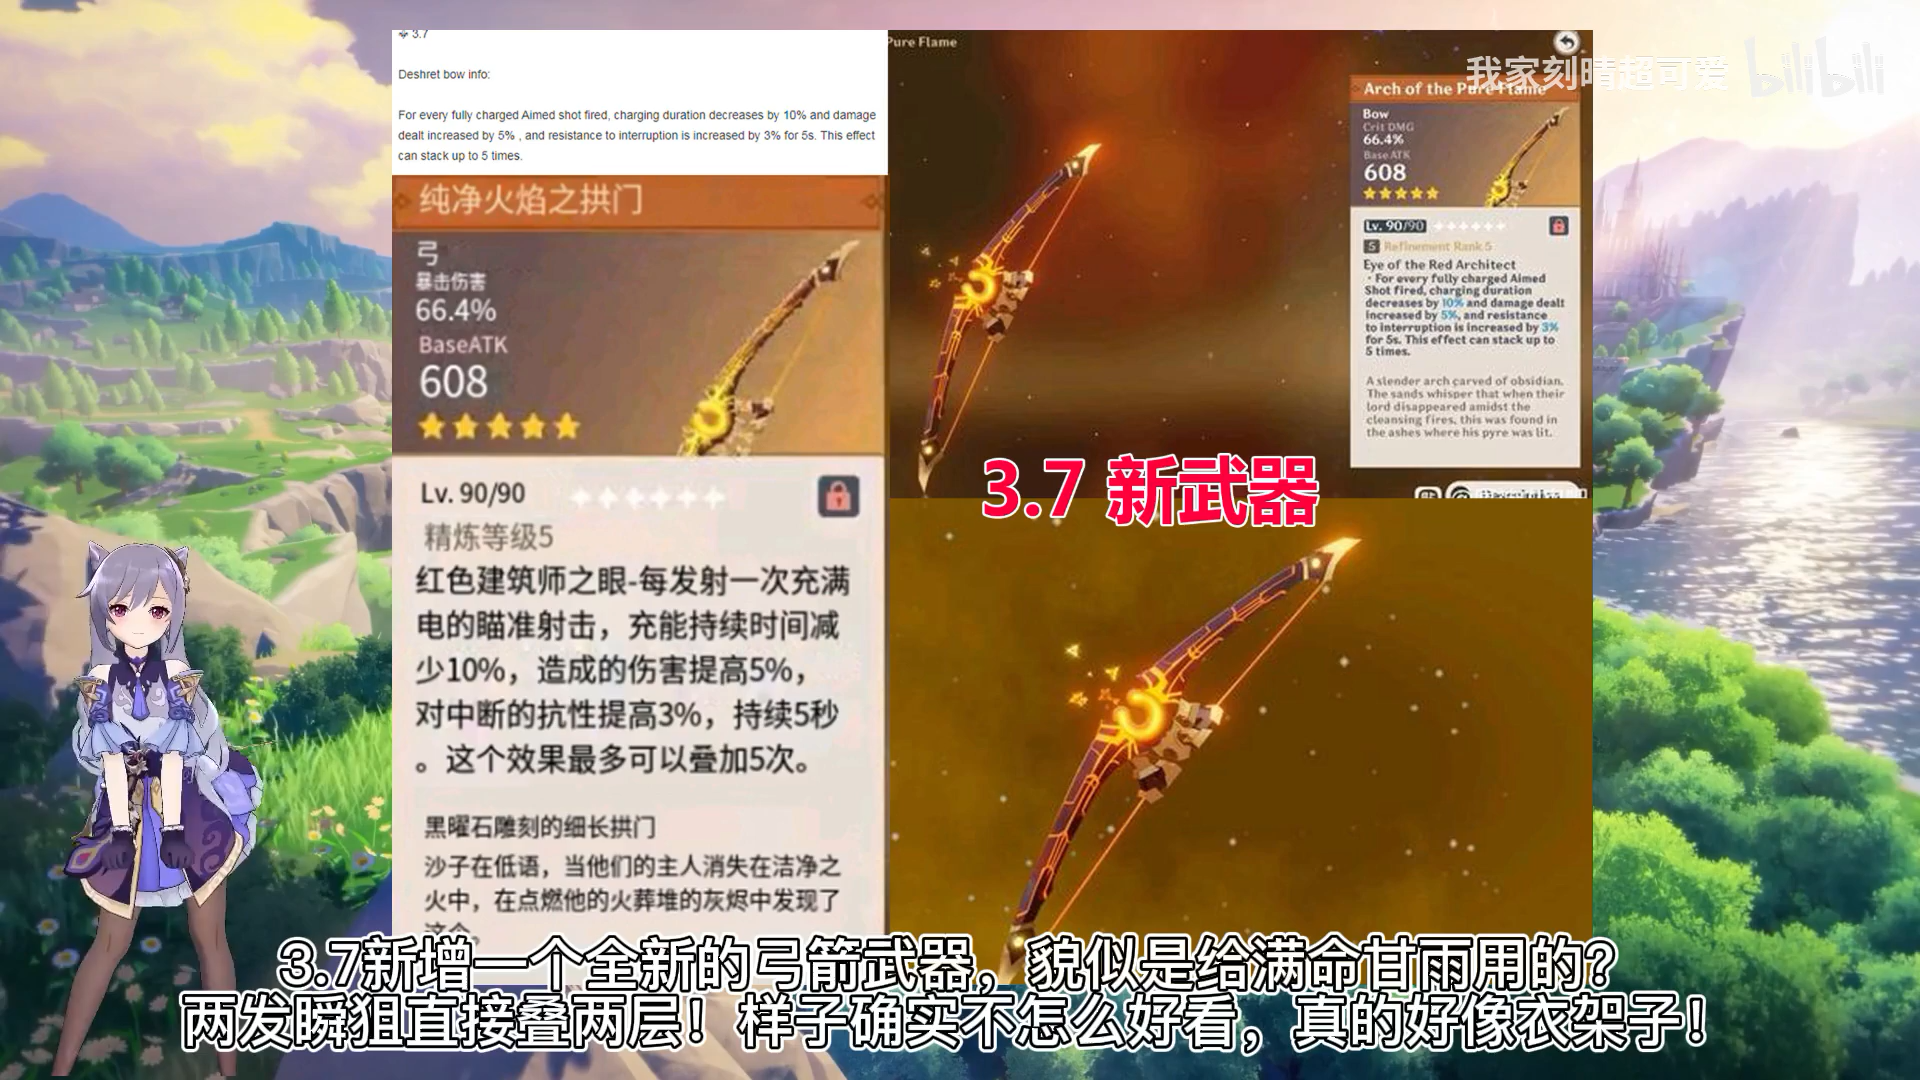 3.7
Deshret bow info:
For every fully charged Aimed shot fired, charging duration decreases by 10% and damage
dealt increased by 5% , and resistance to interruption is increased by 3% for 5s. This effect
can stack up to 5 times.
纯净火焰之拱门
弓
暴击伤害
66.4%
BaseATK
608
Lv. 90/90
精炼等级5
红色建筑师之眼-每发射一次充满
电的瞄准射击，充能持续时间减
少10%，造成的伤害提高5%，
对中断的抗性提高3%，持续5秒
。这个效果最多可以叠加5次。
黑曜石雕刻的细长拱门
沙子在低语，当他们的主人消失在洁净之
火中，在点燃他的火葬堆的灰烬中发现了
Pure Flame
我家刻晴超可爱 bilibili
Arch of the Pure Flame
Bow
Crit DMG
66.4%
Base ATK
608
Lv. 90/90
5 Refinement Rank 5
Eye of the Red Architect
· For every fully charged Aimed
Shot fired, charging duration
decreases by 10% and damage dealt
increased by 5%, and resistance
to interruption is increased by 3%
for 5s. This effect can stack up to
5 times.
A slender arch carved of obsidian.
The sands whisper that when their
lord disappeared amidst the
cleansing fires, this was found in
the ashes where his pyre was lit.
3.7 新武器
3.7新增一个全新的弓箭武器，貌似是给满命甘雨用的？
两发瞬狙直接叠两层！样子确实不怎么好看，真的好像衣架子！